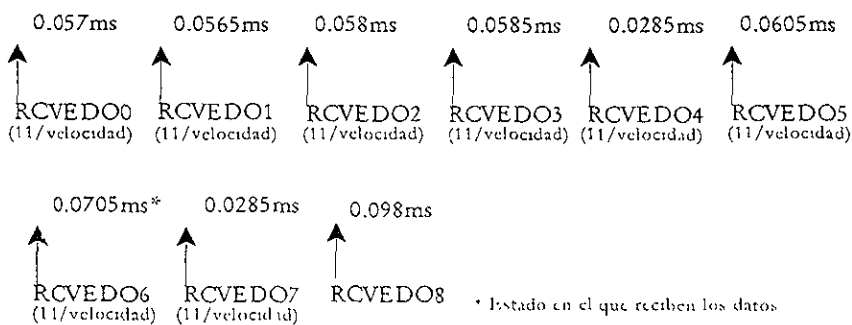 0.057ms 0.0565ms 0.058ms 0.0585ms 0.0285ms 0.0605ms
RCVEDO0 RCVEDO1 RCVEDO2 RCVEDO3 RCVEDO4 RCVEDO5
(11/velocidad) (11/velocidad) (11/velocidad) (11/velocidad) (11/velocidad) (11/velocidad)
0.0705ms* 0.0285ms 0.098ms
RCVEDO6 RCVEDO7 RCVEDO8
(11/velocidad) (11/velocidad)
* Estado en el que reciben los datos